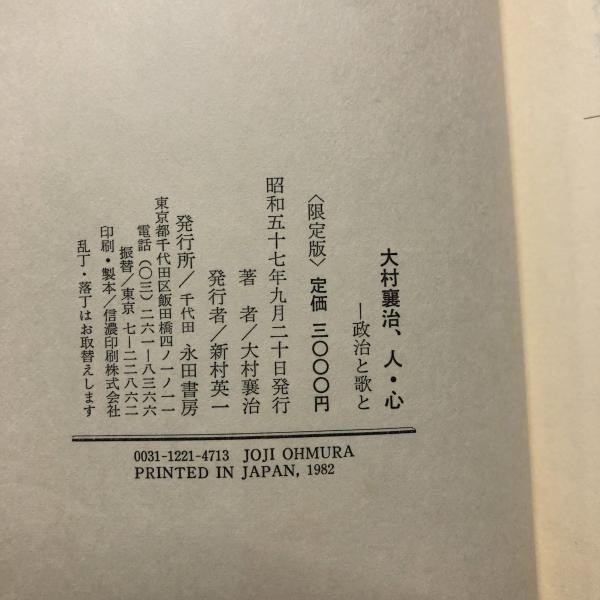 大村襄治、人・心
―政治と歌と
〈限定版〉 定価 三〇〇〇円
昭和五十七年九月二十日発行
著 者／大村襄治
発行者／新村英一
発行所／千代田 永田書房
東京都千代田区飯田橋四ノ一ノ一一
電話(〇三)二六一―八三六六
振替／東京 七―二二八六二
印刷・製本／信濃印刷株式会社
乱丁・落丁はお取替えします
0031-1221-4713 JOJI OHMURA
PRINTED IN JAPAN, 1982